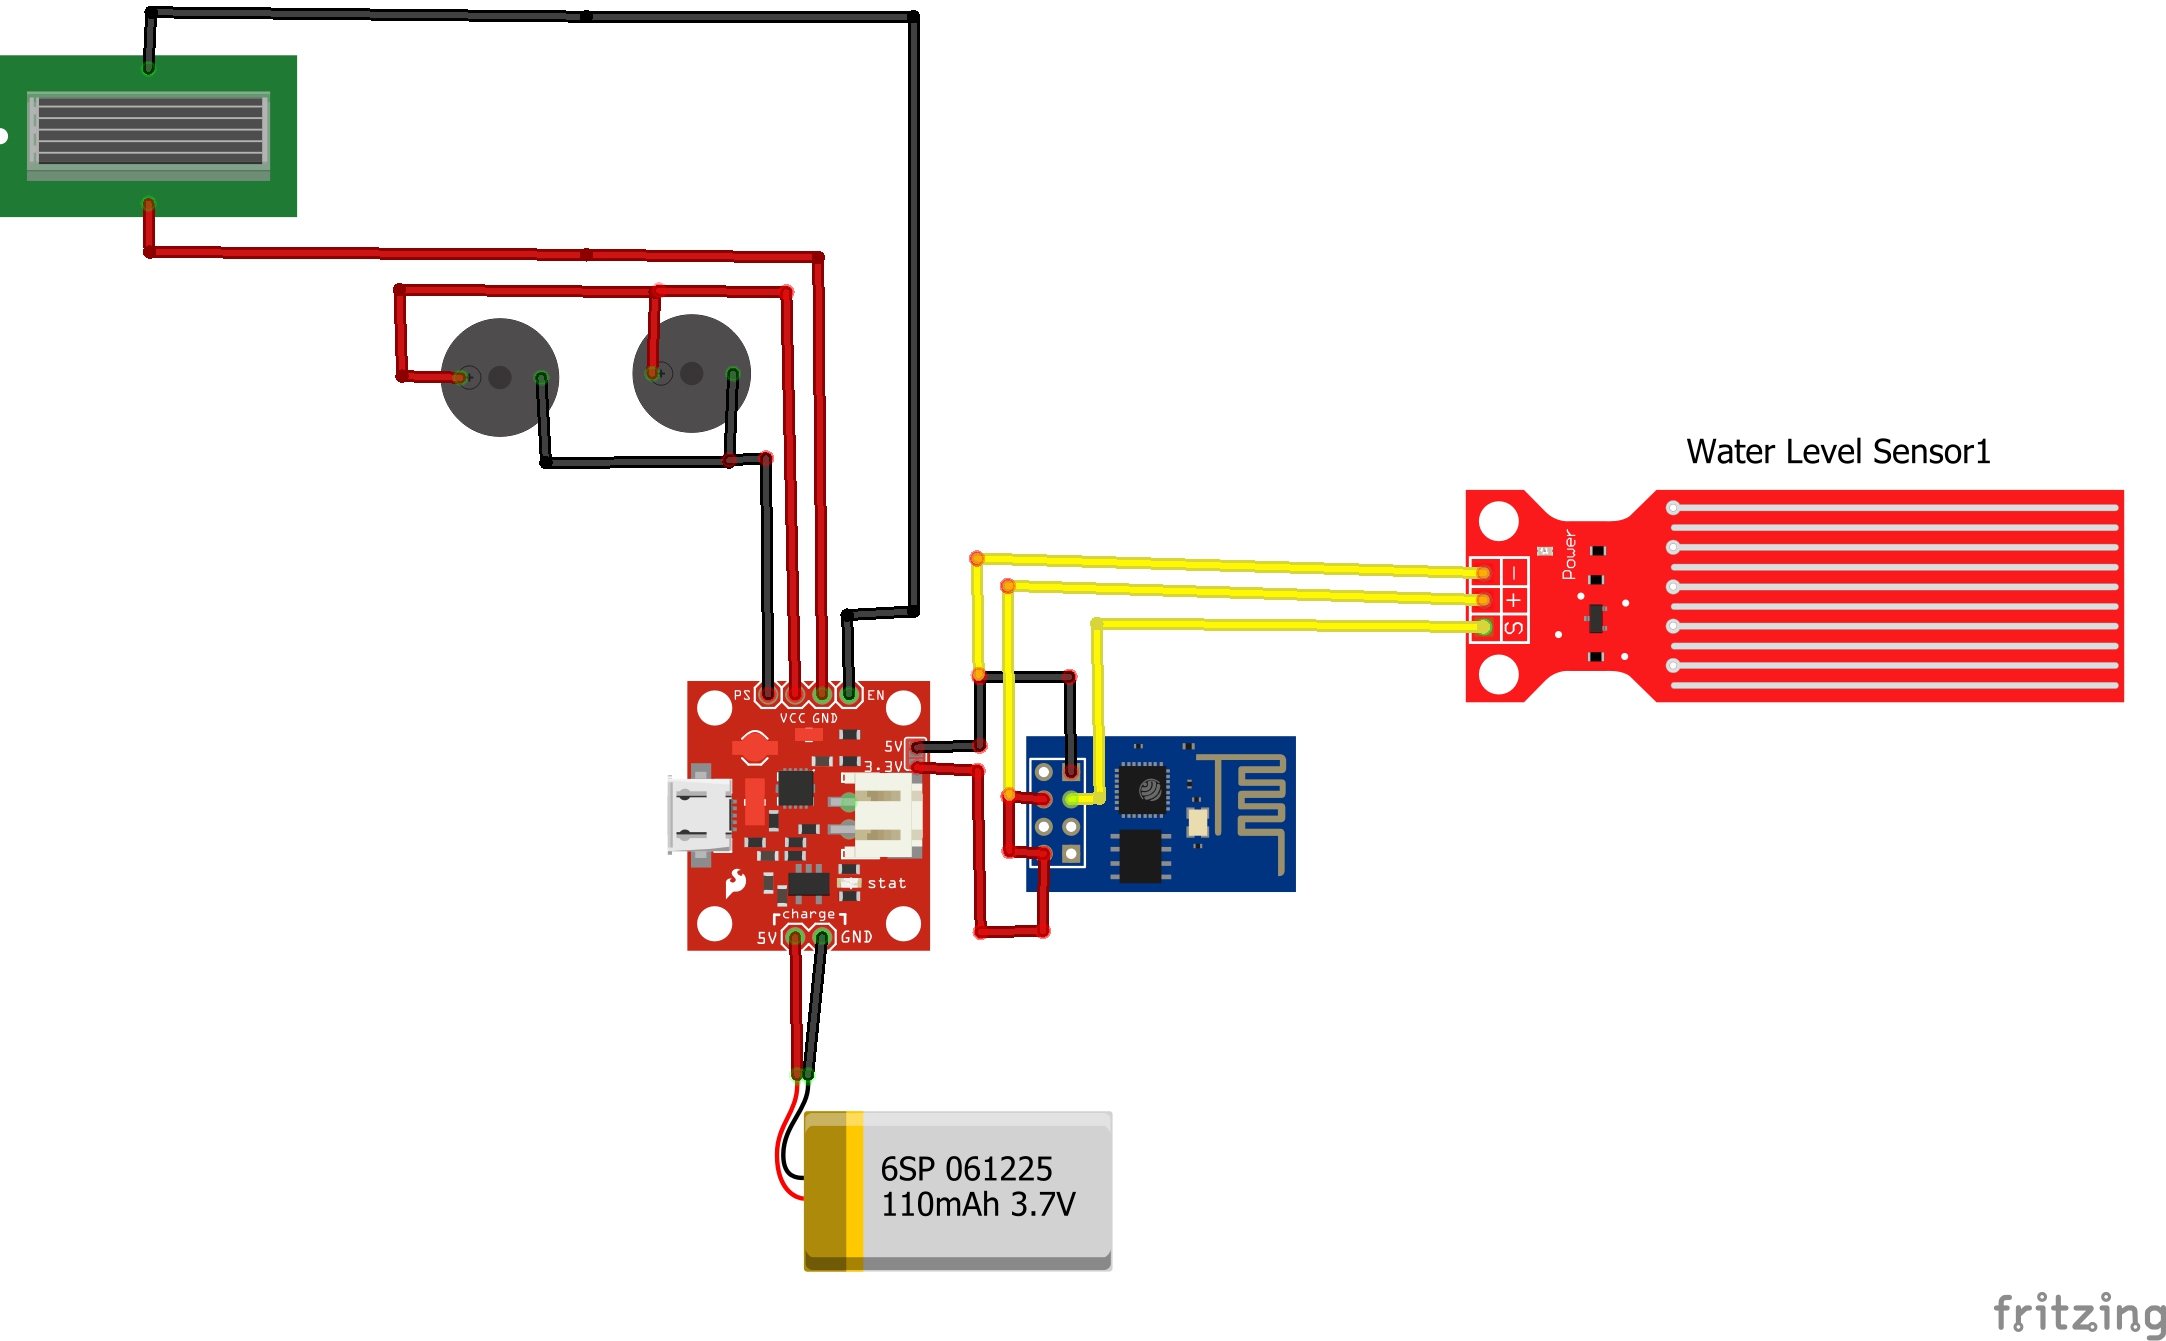 Water Level Sensor1
-
+
S
Power
+
+
PS
EN
VCC GND
5V
3.3V
stat
charge
5V
GND
6SP 061225
110mAh 3.7V
fritzing